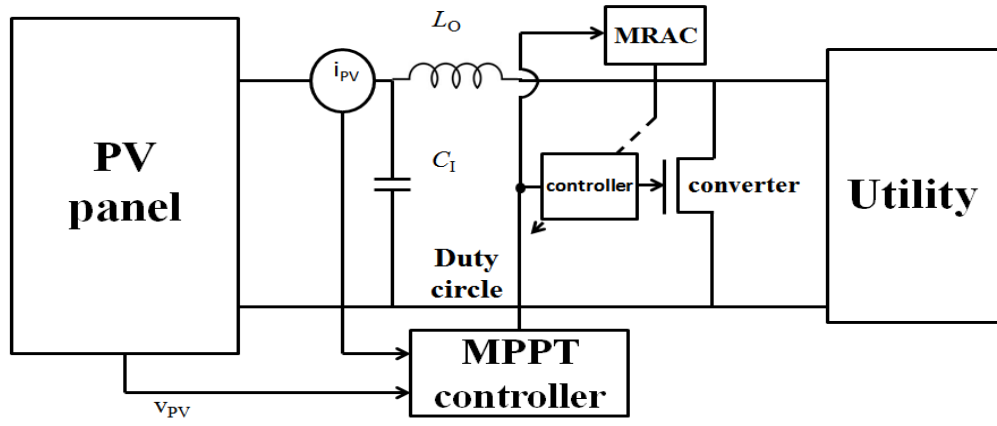 L_O
MRAC
i_PV
PV
panel
C_I
controller
converter
Utility
Duty
circle
MPPT
controller
v_PV